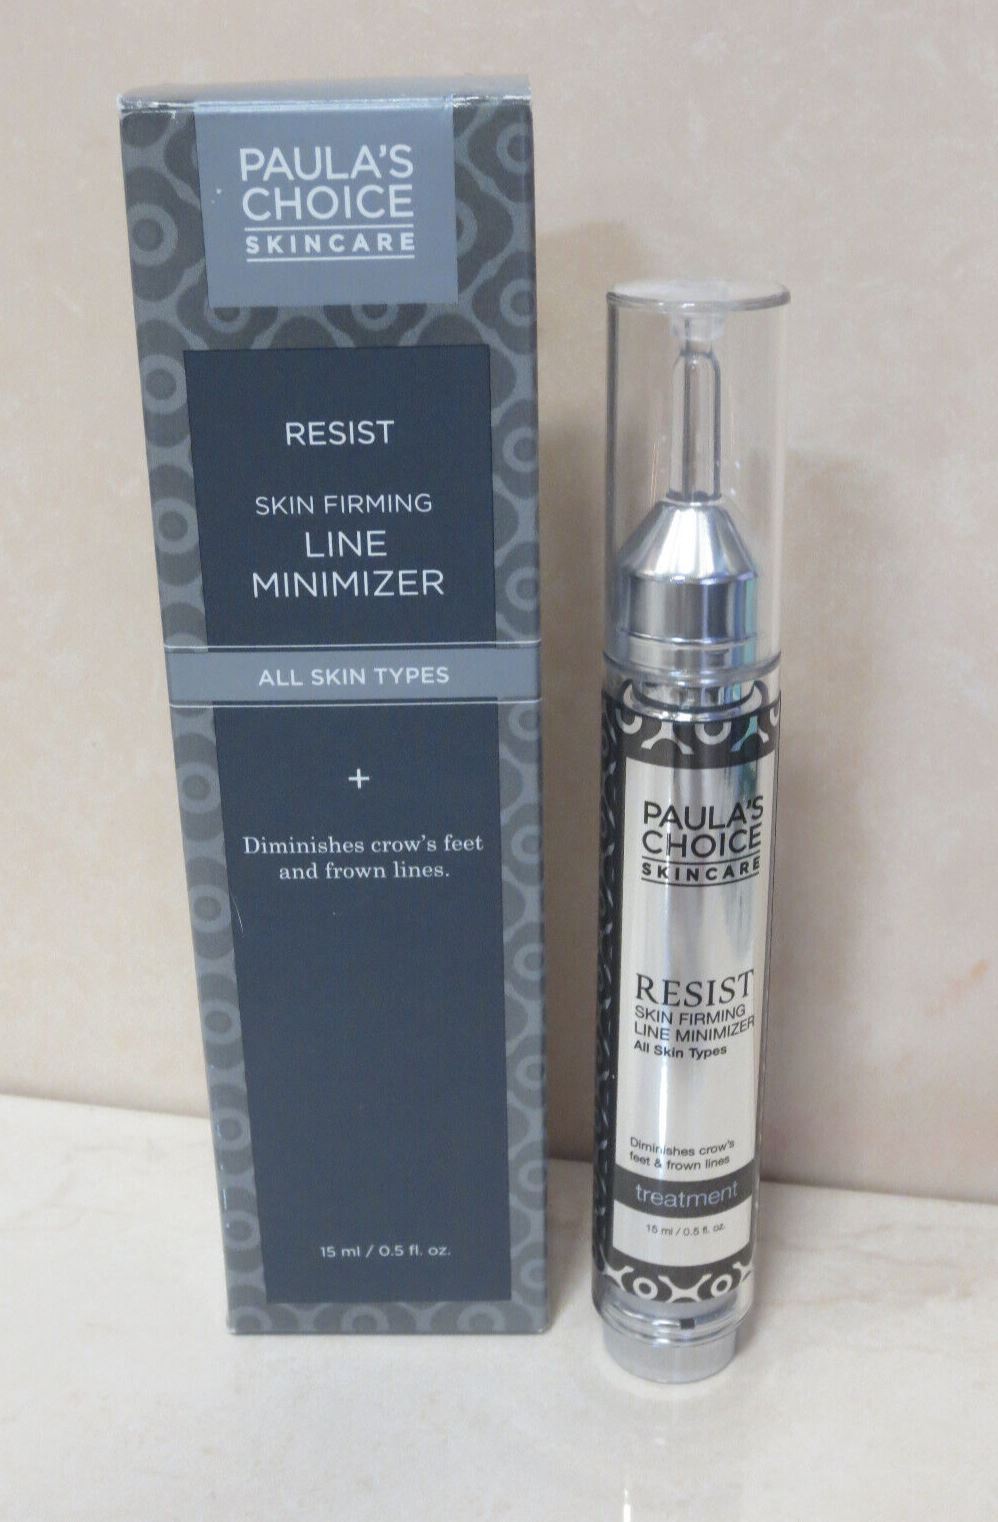 PAULA'S
CHOICE
SKINCARE
RESIST
SKIN FIRMING
LINE
MINIMIZER
ALL SKIN TYPES
+
Diminishes crow's feet
and frown lines.
15 ml / 0.5 fl. oz.
PAULA'S
CHOICE
SKINCARE
RESIST
SKIN FIRMING
LINE MINIMIZER
All Skin Types
Diminishes crow's
feet & frown lines
treatment
15 ml / 0.5 fl. oz.